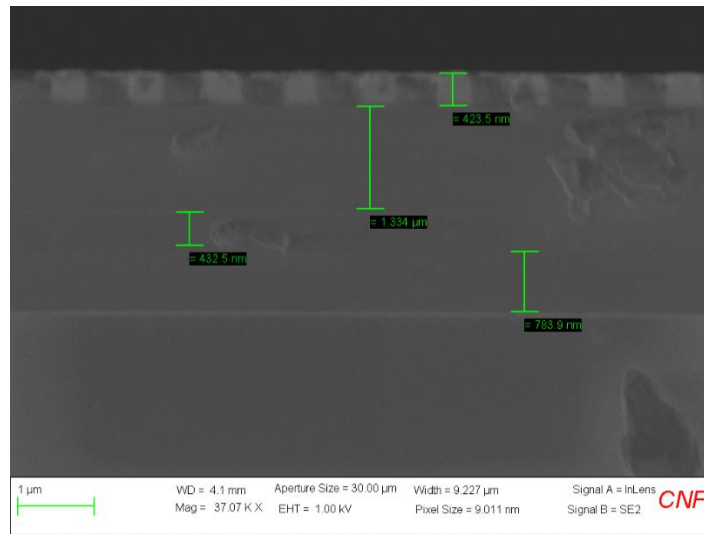 = 423.5 nm
= 1.334 µm
= 432.5 nm
= 783.9 nm
1 µm
WD = 4.1 mm
Aperture Size = 30.00 µm
Width = 9.227 µm
Signal A = InLens
Mag = 37.07 K X
EHT = 1.00 kV
Pixel Size = 9.011 nm
Signal B = SE2
CNF